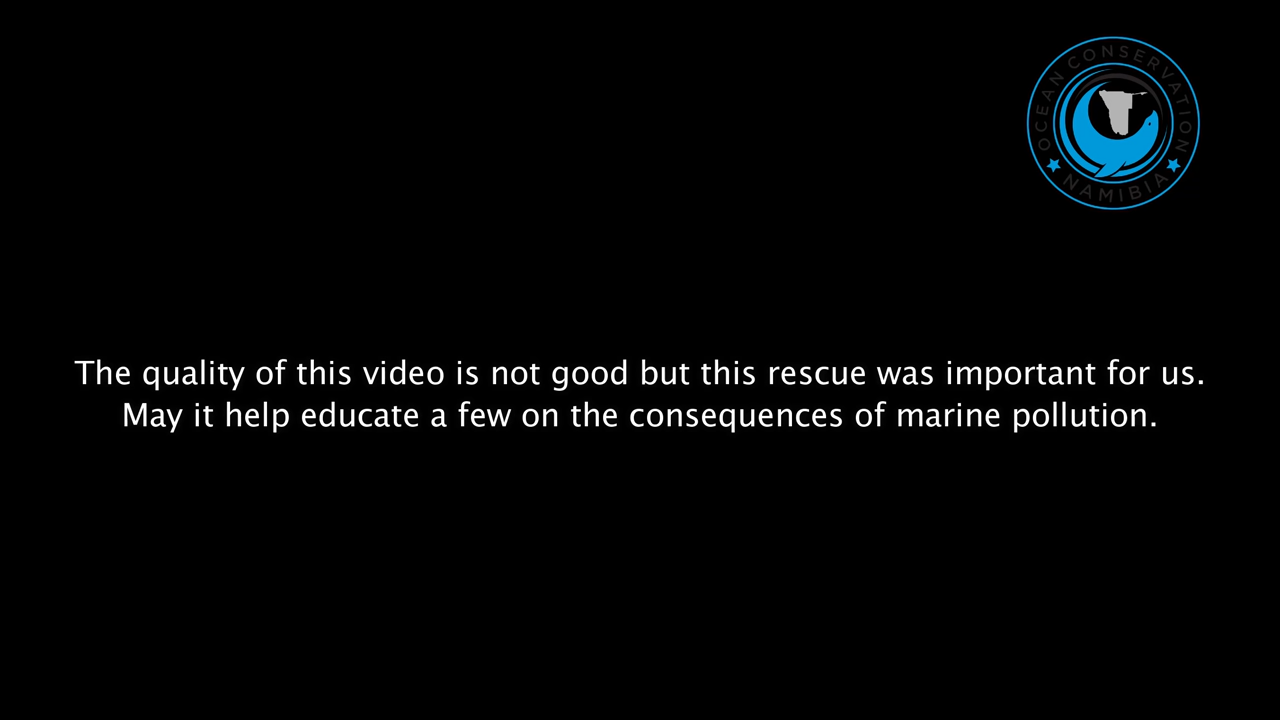 OCEAN CONSERVATION
NAMIBIA
The quality of this video is not good but this rescue was important for us.
May it help educate a few on the consequences of marine pollution.